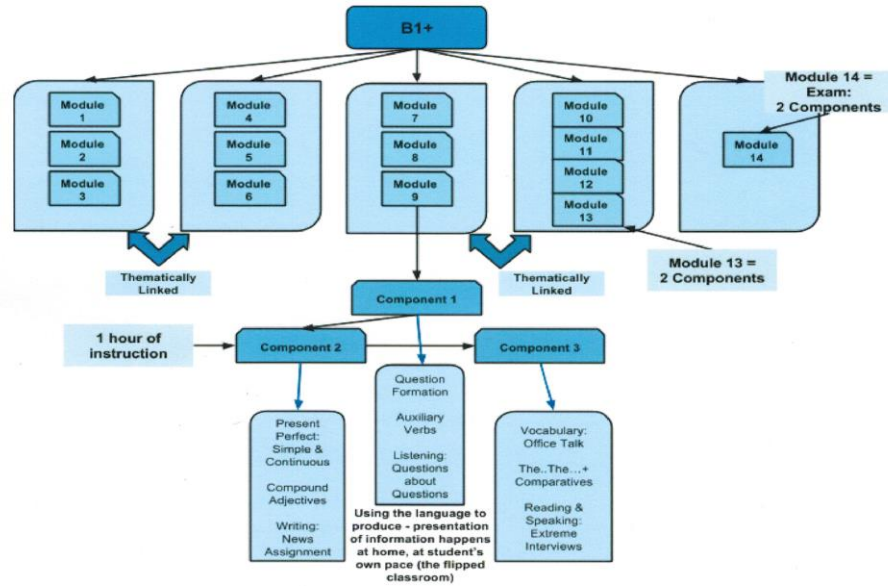 B1+
Module
1
Module
2
Module
3
Module
4
Module
5
Module
6
Module
7
Module
8
Module
9
Module
10
Module
11
Module
12
Module
13
Module
14
Module 14 =
Exam:
2 Components
Thematically
Linked
Thematically
Linked
Module 13 =
2 Components
Component 1
1 hour of
instruction
Component 2
Component 3
Present
Perfect:
Simple &
Continuous
Compound
Adjectives
Writing:
News
Assignment
Question
Formation
Auxiliary
Verbs
Listening:
Questions
about
Questions
Vocabulary:
Office Talk
The..The...+
Comparatives
Reading &
Speaking:
Extreme
Interviews
Using the language to
produce - presentation
of information happens
at home, at student's
own pace (the flipped
classroom)